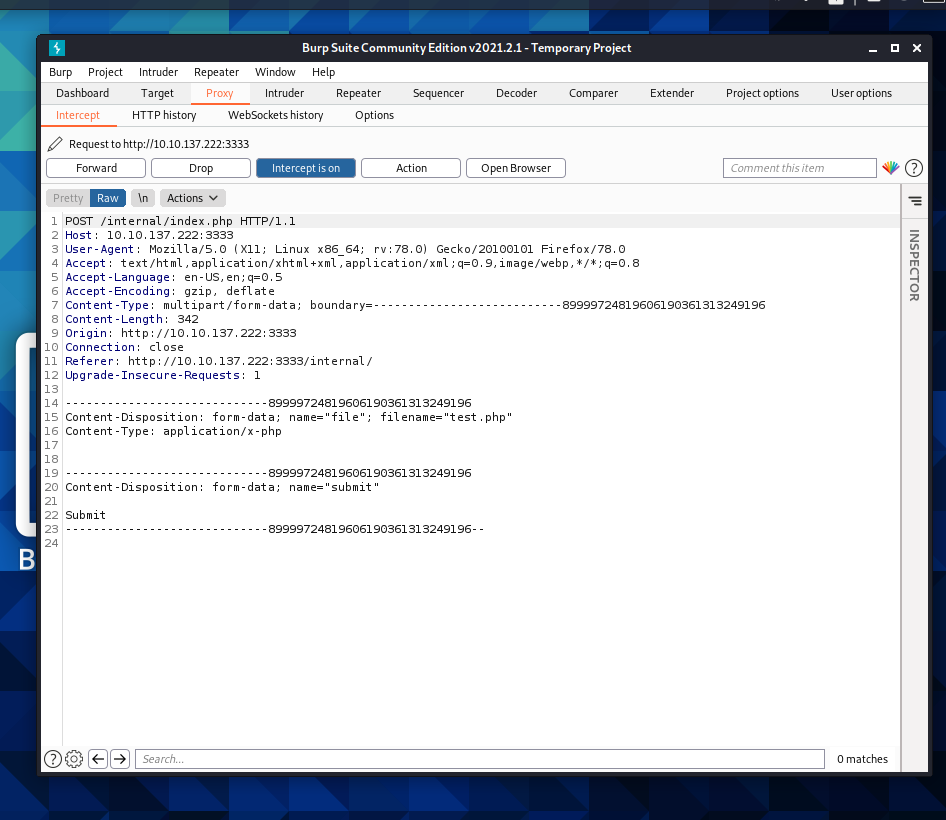 Burp Suite Community Edition v2021.2.1 - Temporary Project
Burp Project Intruder Repeater Window Help
Dashboard Target Proxy Intruder Repeater Sequencer Decoder Comparer Extender Project options User options
Intercept HTTP history WebSockets history Options
Request to http://10.10.137.222:3333
Forward Drop Intercept is on Action Open Browser Comment this item ?
Pretty Raw \n Actions
INSPECTOR
1 POST /internal/index.php HTTP/1.1
2 Host: 10.10.137.222:3333
3 User-Agent: Mozilla/5.0 (X11; Linux x86_64; rv:78.0) Gecko/20100101 Firefox/78.0
4 Accept: text/html,application/xhtml+xml,application/xml;q=0.9,image/webp,*/*;q=0.8
5 Accept-Language: en-US,en;q=0.5
6 Accept-Encoding: gzip, deflate
7 Content-Type: multipart/form-data; boundary=---------------------------899997248196061903613132​49196
8 Content-Length: 342
9 Origin: http://10.10.137.222:3333
10 Connection: close
11 Referer: http://10.10.137.222:3333/internal/
12 Upgrade-Insecure-Requests: 1
13
14 -----------------------------89999724819606190361313249196
15 Content-Disposition: form-data; name="file"; filename="test.php"
16 Content-Type: application/x-php
17
18
19 -----------------------------89999724819606190361313249196
20 Content-Disposition: form-data; name="submit"
21
22 Submit
23 -----------------------------89999724819606190361313249196--
24
B
? Search... 0 matches